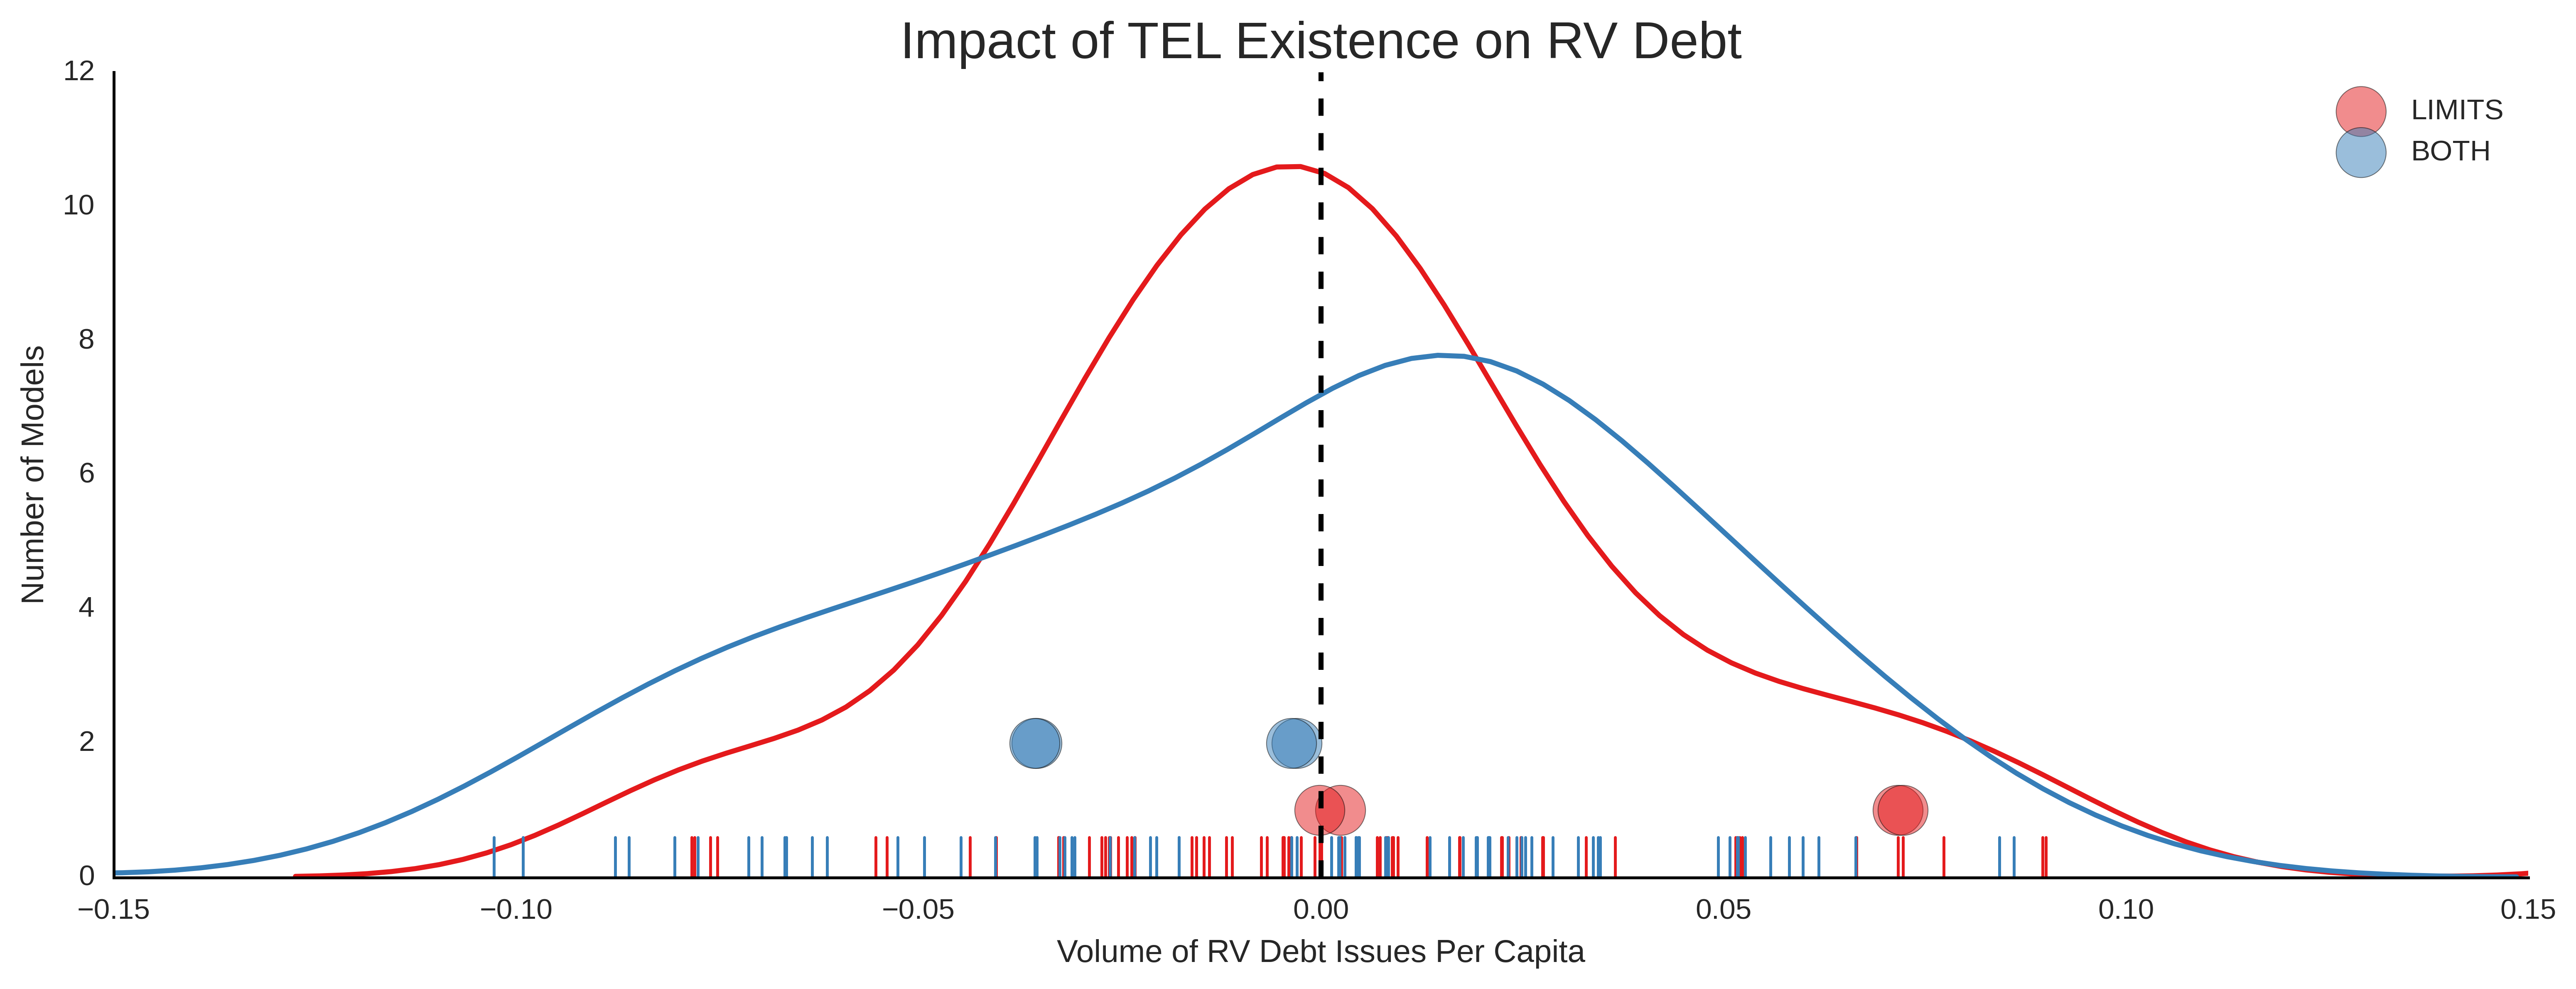 Impact of TEL Existence on RV Debt
12
10
8
6
4
2
0
Number of Models
LIMITS
BOTH
−0.15 −0.10 −0.05 0.00 0.05 0.10 0.15
Volume of RV Debt Issues Per Capita